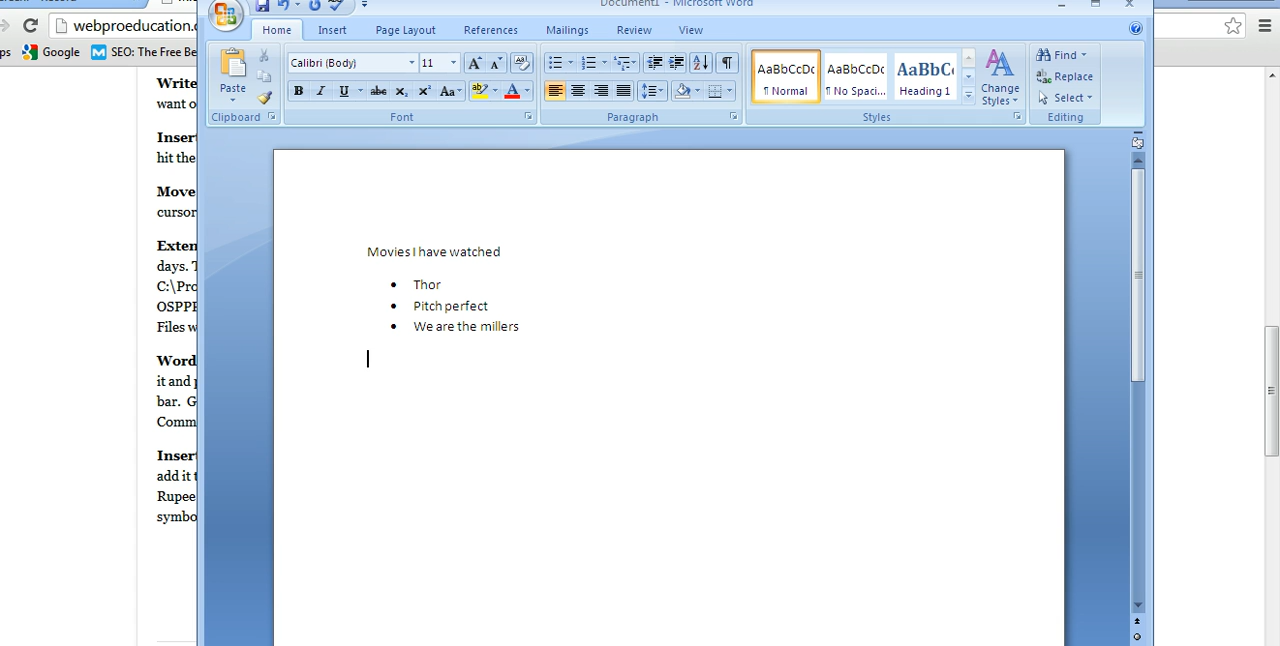 webproeducation.
Document1 - Microsoft Word
Home Insert Page Layout References Mailings Review View
ps Google SEO: The Free Be
Calibri (Body) 11
Paste
AaBbCcDc AaBbCcDc AaBbC
¶ Normal ¶ No Spaci... Heading 1
Change
Styles
Find
Replace
Select
Clipboard Font Paragraph Styles Editing
Write
want o
Insert
hit the
Move
cursor
Exten
days. T
C:\Pro
OSPPF
Files w
Word
it and p
bar. G
Comm
Insert
add it t
Rupee
symbo
Movies I have watched
• Thor
• Pitch perfect
• We are the millers